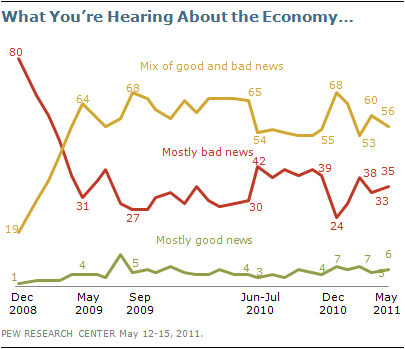 What You're Hearing About the Economy...
80
Mix of good and bad news
64
68
65
54
55
68
53
60
56
19
Mostly bad news
31
27
30
42
39
24
38
33
35
Mostly good news
1
4
5
4
3
4
7
7
5
6
Dec 2008
May 2009
Sep 2009
Jun-Jul 2010
Dec 2010
May 2011
PEW RESEARCH CENTER May 12-15, 2011.